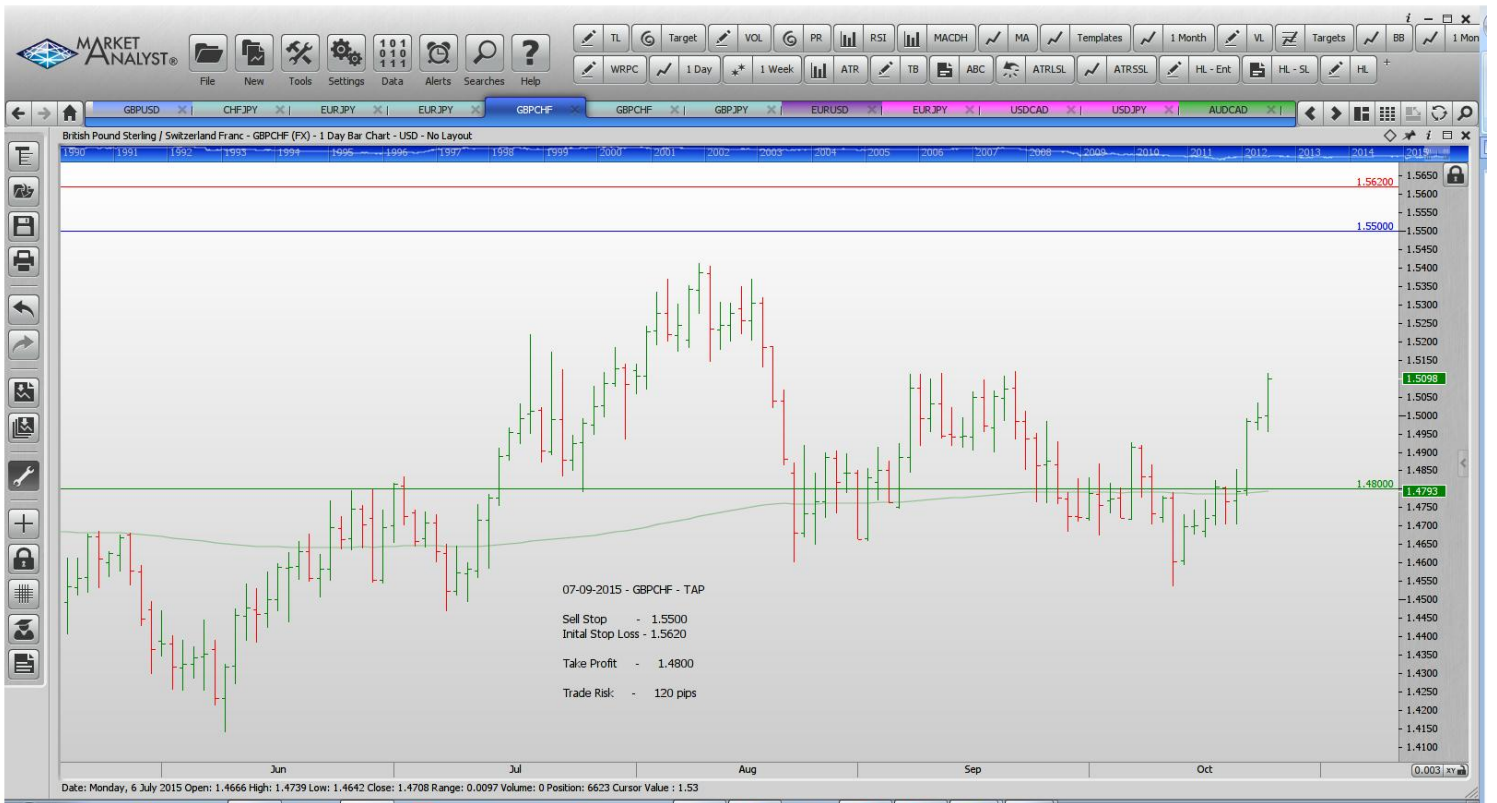 MARKET ANALYST®
File New Tools Settings Data Alerts Searches Help
TL Target VOL PR RSI MACDH MA Templates 1 Month VL Targets BB 1 Mon
WRPC 1 Day 1 Week ATR TB ABC ATRLSL ATRSSL HL - Ent HL - SL HL +
GBPUSD CHFJPY EURJPY EURJPY GBPCHF GBPCHF GBPJPY EURUSD EURJPY USDCAD USDJPY AUDCAD
British Pound Sterling / Switzerland Franc - GBPCHF (FX) - 1 Day Bar Chart - USD - No Layout
1990 1991 1992 1993 1994 1995 1996 1997 1998 1999 2000 2001 2002 2003 2004 2005 2006 2007 2008 2009 2010 2011 2012 2013 2014 2015
1.5650
1.56200
1.5600
1.5550
1.55000
1.5500
1.5450
1.5400
1.5350
1.5300
1.5250
1.5200
1.5150
1.5098
1.5050
1.5000
1.4950
1.4900
1.4850
1.48000
1.4793
1.4750
1.4700
1.4650
1.4600
1.4550
1.4500
1.4450
1.4400
1.4350
1.4300
1.4250
1.4200
1.4150
1.4100
07-09-2015 - GBPCHF - TAP
Sell Stop - 1.5500
Inital Stop Loss - 1.5620
Take Profit - 1.4800
Trade Risk - 120 pips
Jun Jul Aug Sep Oct
0.003 XY
Date: Monday, 6 July 2015 Open: 1.4666 High: 1.4739 Low: 1.4642 Close: 1.4708 Range: 0.0097 Volume: 0 Position: 6623 Cursor Value : 1.53